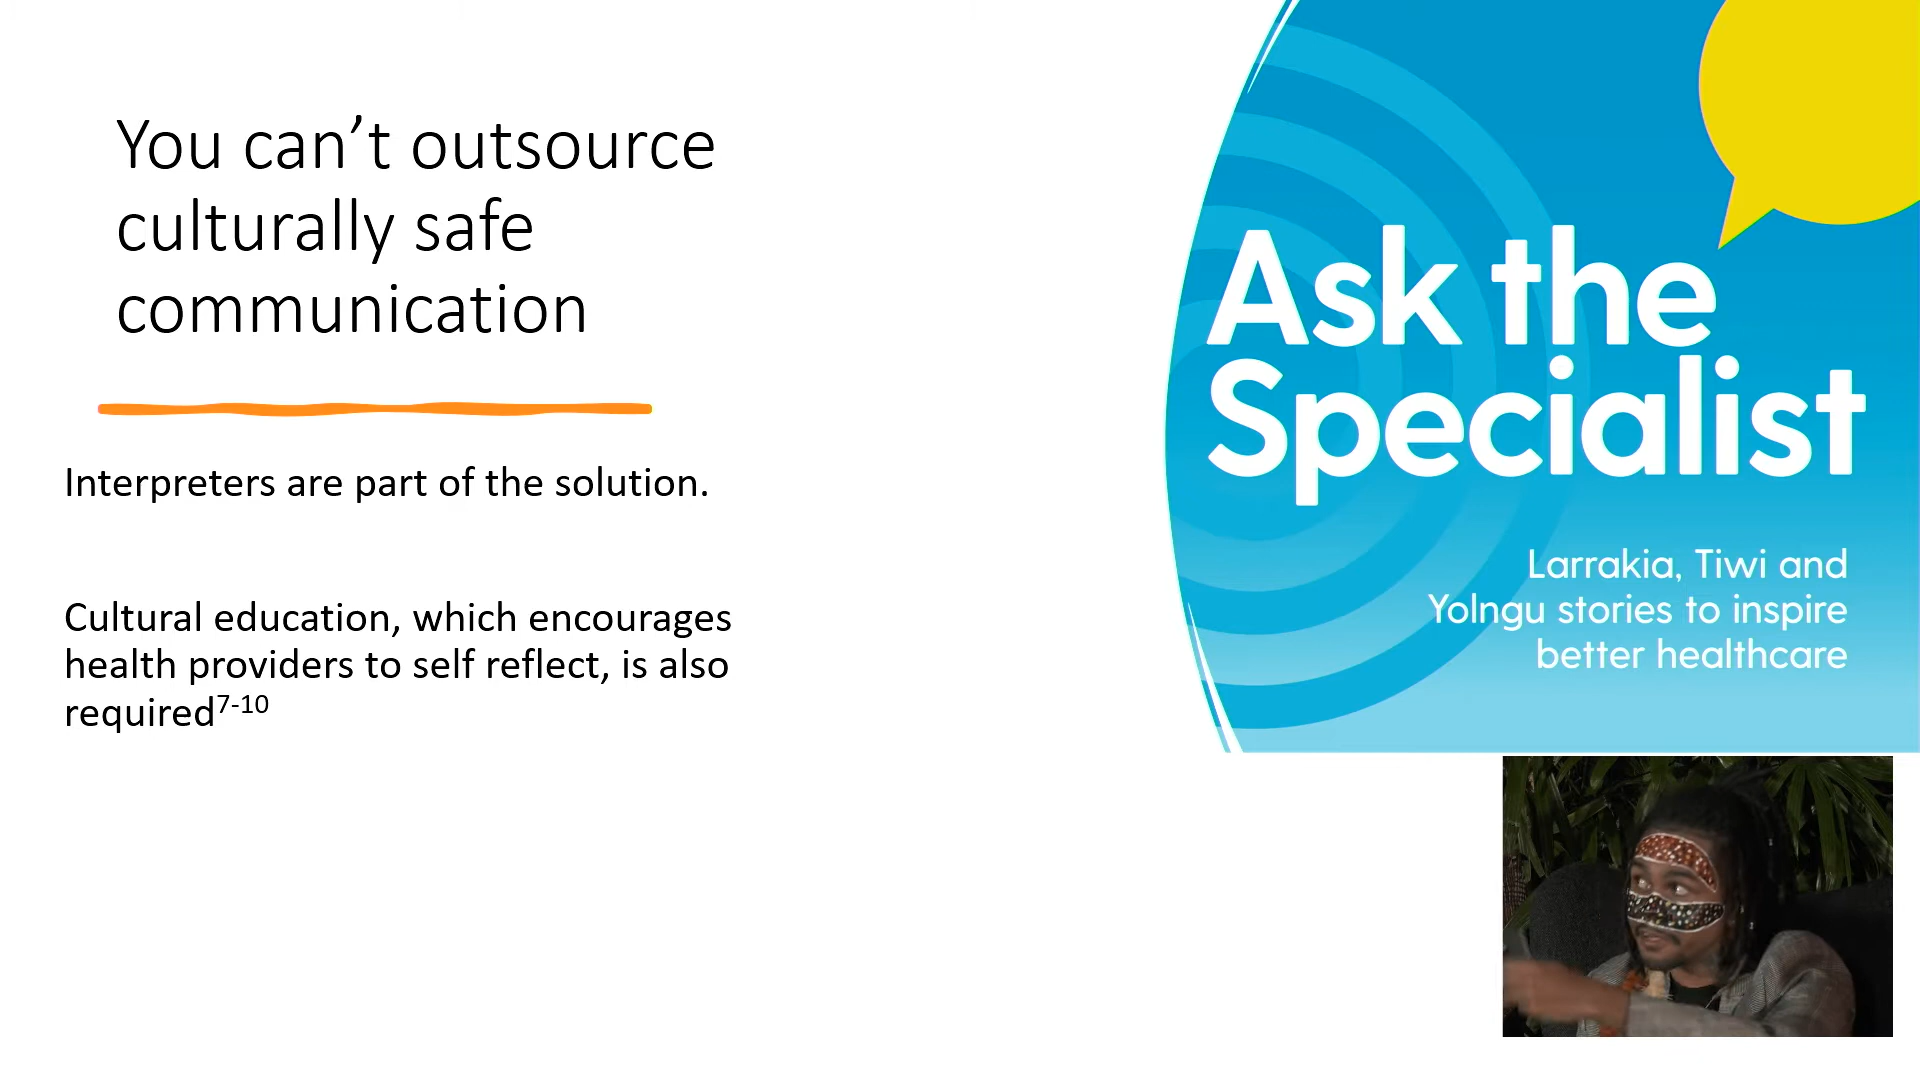 You can’t outsource
culturally safe
communication
Interpreters are part of the solution.
Cultural education, which encourages
health providers to self reflect, is also
required7-10
Ask the
Specialist
Larrakia, Tiwi and
Yolngu stories to inspire
better healthcare